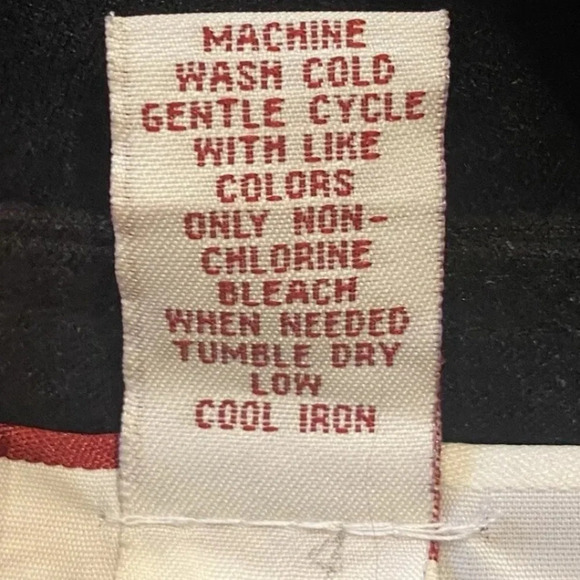 MACHINE
WASH COLD
GENTLE CYCLE
WITH LIKE
COLORS
ONLY NON-
CHLORINE
BLEACH
WHEN NEEDED
TUMBLE DRY
LOW
COOL IRON